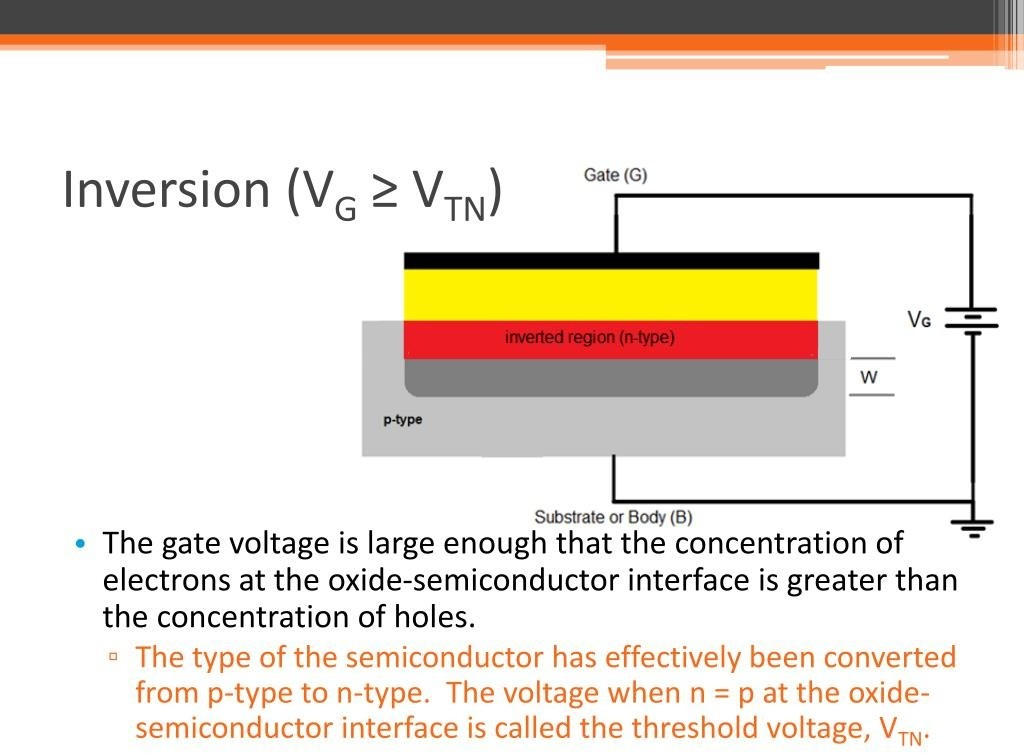 Inversion (VG ≥ VTN)
Gate (G)
VG
inverted region (n-type)
W
p-type
Substrate or Body (B)
• The gate voltage is large enough that the concentration of
electrons at the oxide-semiconductor interface is greater than
the concentration of holes.
▫ The type of the semiconductor has effectively been converted
from p-type to n-type. The voltage when n = p at the oxide-
semiconductor interface is called the threshold voltage, VTN.